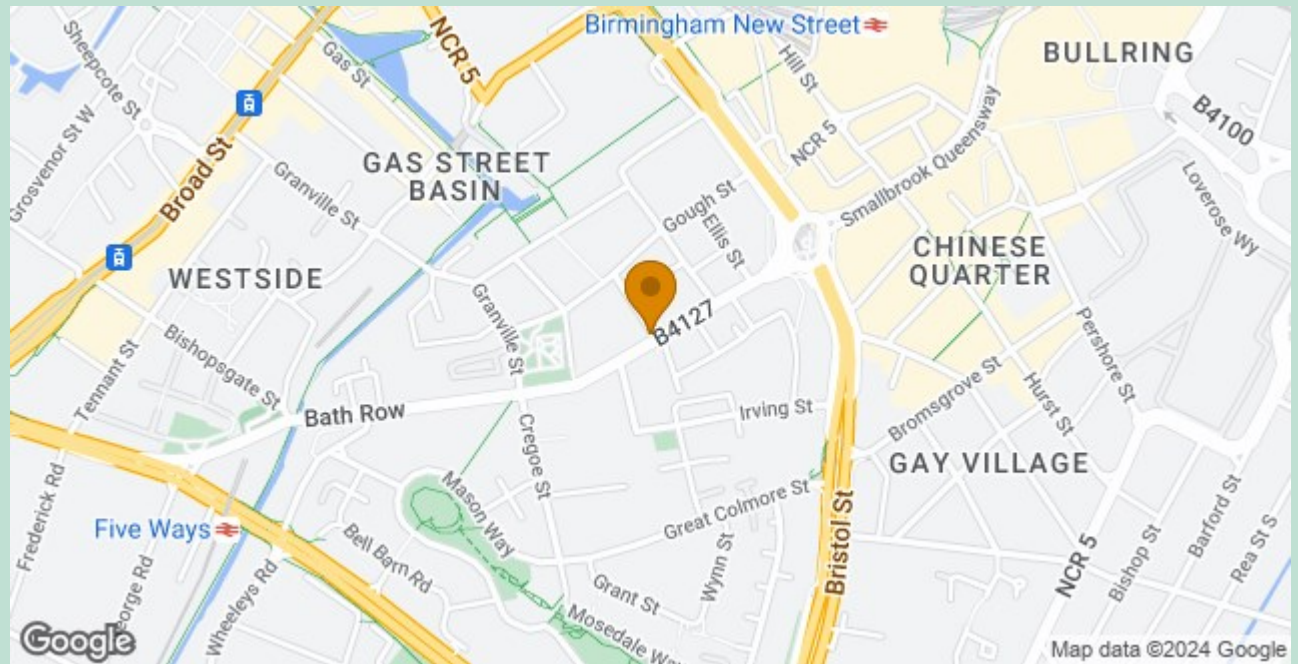 Birmingham New Street
BULLRING
NCR 5
Sheepcote St
Gas St
Hill St
B4100
Grosvenor St W
Broad St
NCR 5
Smallbrook Queensway
GAS STREET
BASIN
Granville St
Gough St
Ellis St
Loverose Wy
CHINESE
QUARTER
WESTSIDE
Granville St
B4127
Pershore St
Bishopsgate St
Tennant St
Bath Row
Irving St
Bromsgrove St
Hurst St
Cregoe St
GAY VILLAGE
Frederick Rd
Mason Way
Great Colmore St
Five Ways
Bell Barn Rd
Bristol St
NCR 5
Bishop St
Barford St
Rea St S
George Rd
Wheeleys Rd
Grant St
Wynn St
Mosedale Way
Google
Map data ©2024 Google